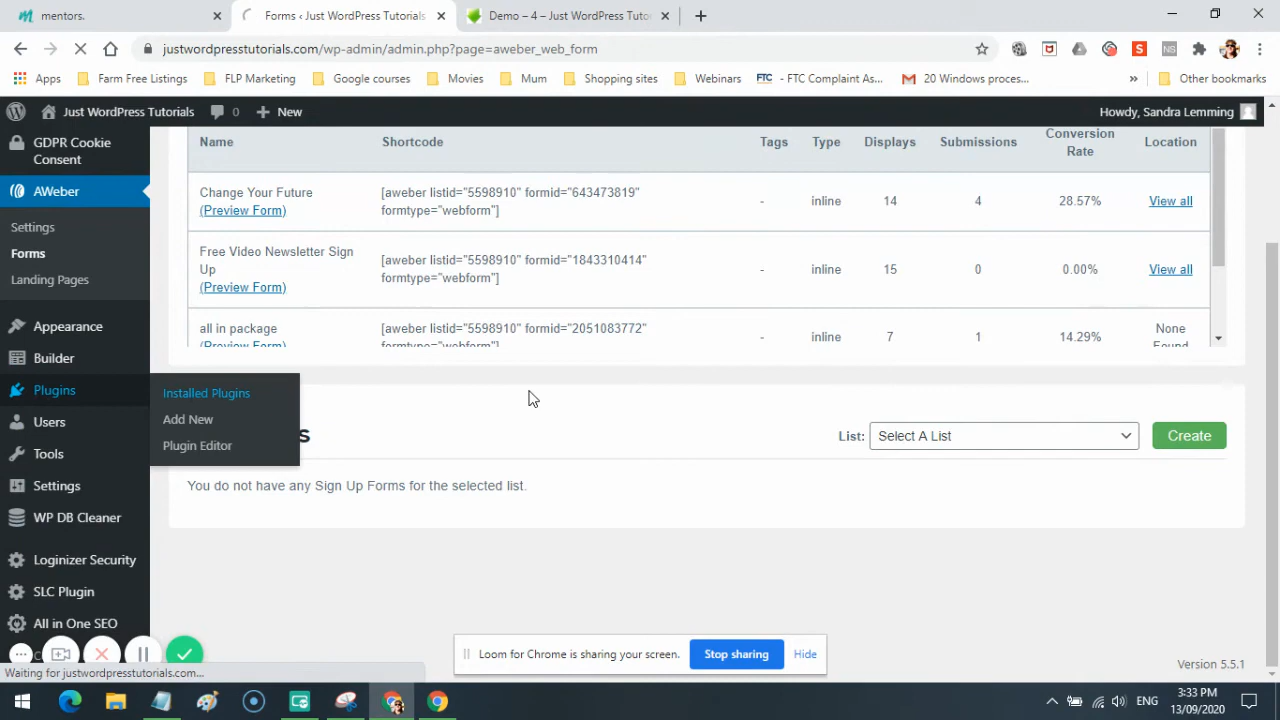 mentors.
Forms ‹ Just WordPress Tutorials
Demo – 4 – Just WordPress Tuto
justwordpresstutorials.com/wp-admin/admin.php?page=aweber_web_form
Apps
Farm Free Listings
FLP Marketing
Google courses
Movies
Mum
Shopping sites
Webinars
FTC - FTC Complaint As...
20 Windows proces...
»
Other bookmarks
Just WordPress Tutorials
0
New
Howdy, Sandra Lemming
GDPR Cookie
Consent
AWeber
Settings
Forms
Landing Pages
Appearance
Builder
Plugins
Installed Plugins
Add New
Plugin Editor
Users
Tools
Settings
WP DB Cleaner
Loginizer Security
SLC Plugin
All in One SEO
Name
Shortcode
Tags
Type
Displays
Submissions
Conversion
Rate
Location
Change Your Future
(Preview Form)
[aweber listid="5598910" formid="643473819"
formtype="webform"]
-
inline
14
4
28.57%
View all
Free Video Newsletter Sign
Up
(Preview Form)
[aweber listid="5598910" formid="1843310414"
formtype="webform"]
-
inline
15
0
0.00%
View all
all in package
(Preview Form)
[aweber listid="5598910" formid="2051083772"
formtype="webform"]
-
inline
7
1
14.29%
None
Found
s
List:
Select A List
Create
You do not have any Sign Up Forms for the selected list.
Loom for Chrome is sharing your screen.
Stop sharing
Hide
Version 5.5.1
Waiting for justwordpresstutorials.com...
ENG
3:33 PM
13/09/2020